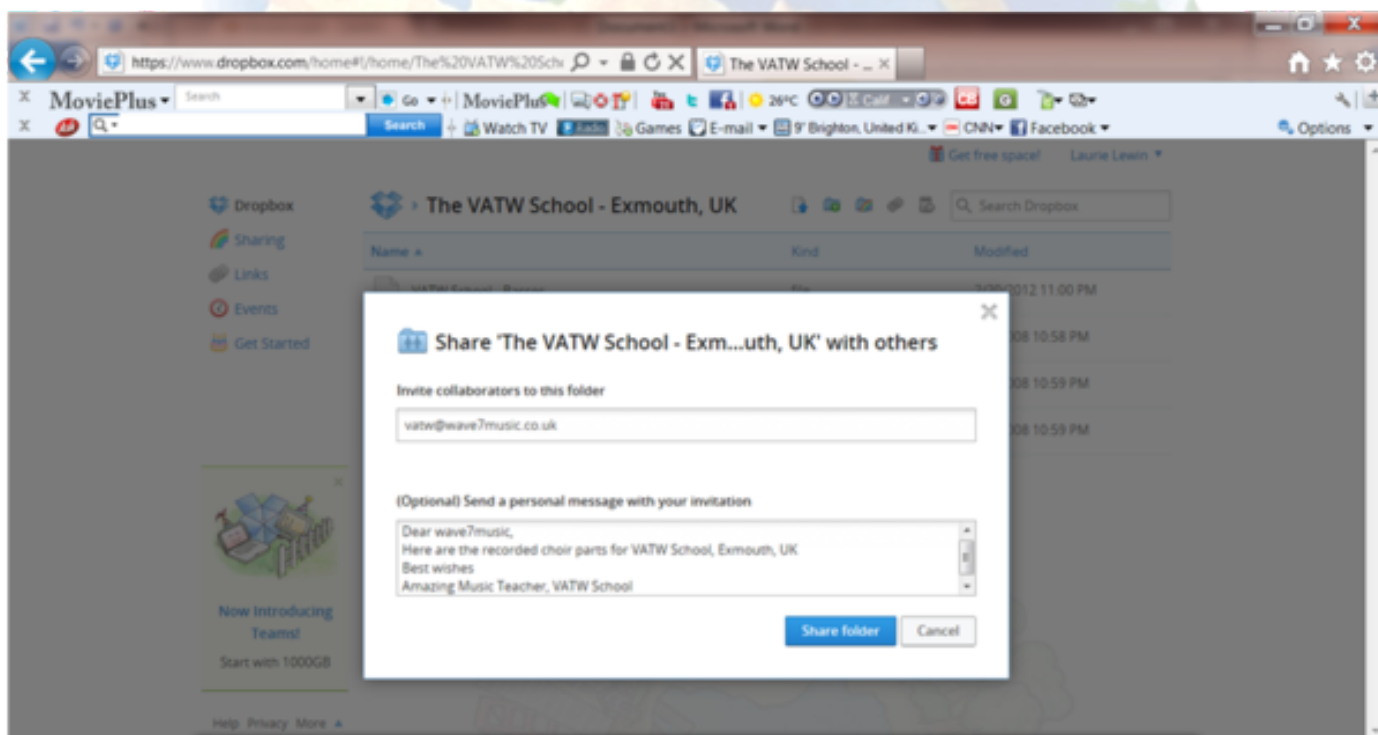 https://www.dropbox.com/home#!/home/The%20VATW%20Sch
The VATW School - ...
MoviePlus
Search
Go
MoviePlus
26°C
Search
Watch TV
Radio
Games
E-mail
9° Brighton, United Ki...
CNN
Facebook
Options
Get free space!
Laurie Lewin
Dropbox
The VATW School - Exmouth, UK
Search Dropbox
Sharing
Links
Events
Get Started
Name
Kind
Modified
11:00 PM
10:58 PM
10:59 PM
10:59 PM
Share 'The VATW School - Exm...uth, UK' with others
Invite collaborators to this folder
vatw@wave7music.co.uk
(Optional) Send a personal message with your invitation
Dear wave7music,
Here are the recorded choir parts for VATW School, Exmouth, UK
Best wishes
Amazing Music Teacher, VATW School
Share folder
Cancel
Now Introducing
Teams!
Start with 1000GB
Help Privacy More